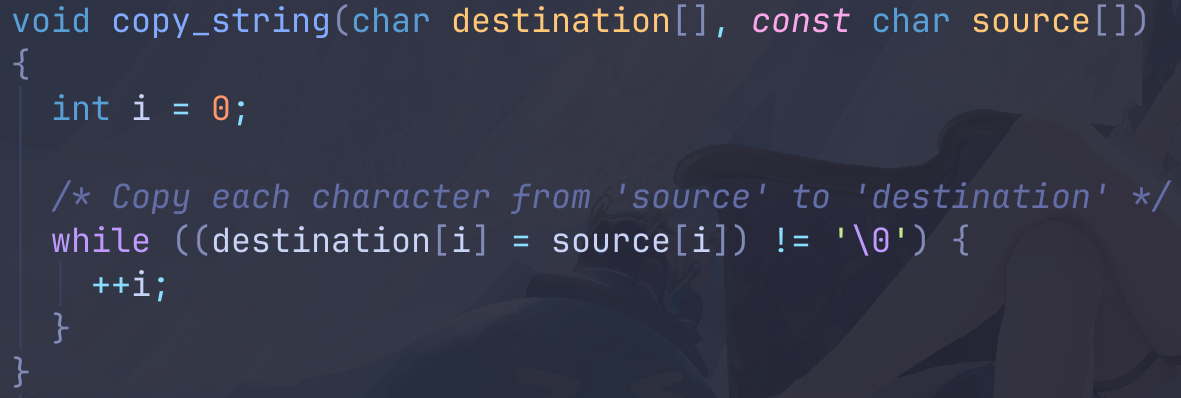 void copy_string(char destination[], const char source[])
{
  int i = 0;

  /* Copy each character from 'source' to 'destination' */
  while ((destination[i] = source[i]) != '\0') {
    ++i;
  }
}